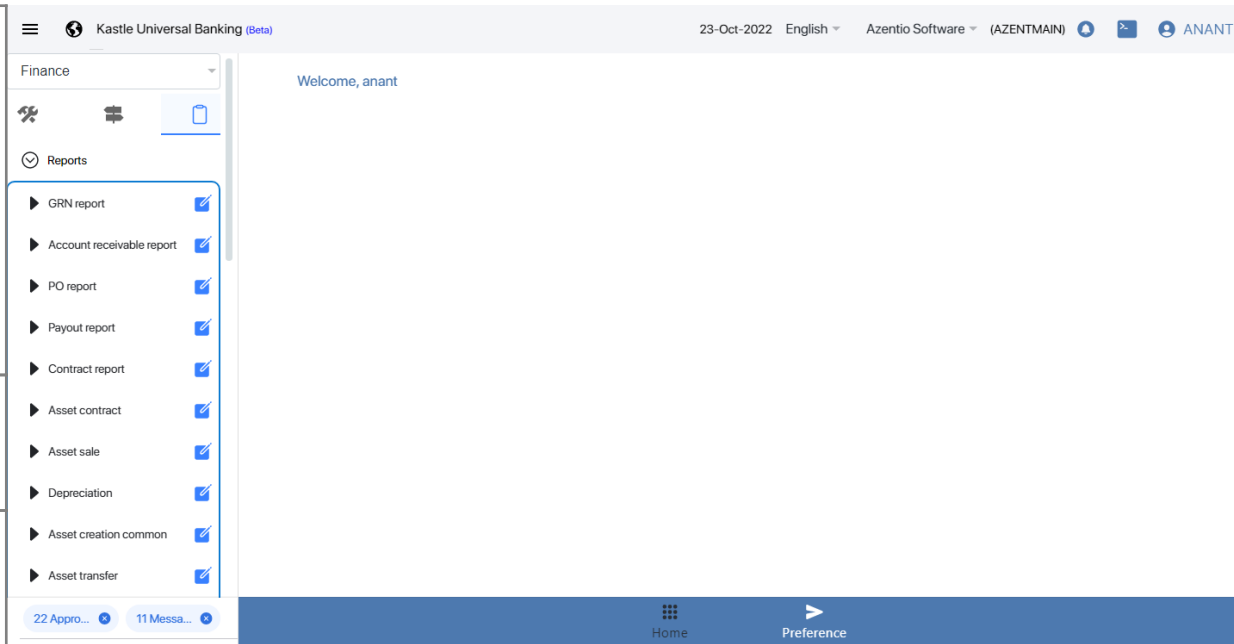 Kastle Universal Banking (Beta)
23-Oct-2022 English Azentio Software (AZENTMAIN) ANANT
Finance
Welcome, anant
Reports
GRN report
Account receivable report
PO report
Payout report
Contract report
Asset contract
Asset sale
Depreciation
Asset creation common
Asset transfer
22 Appro... 11 Messa...
Home Preference